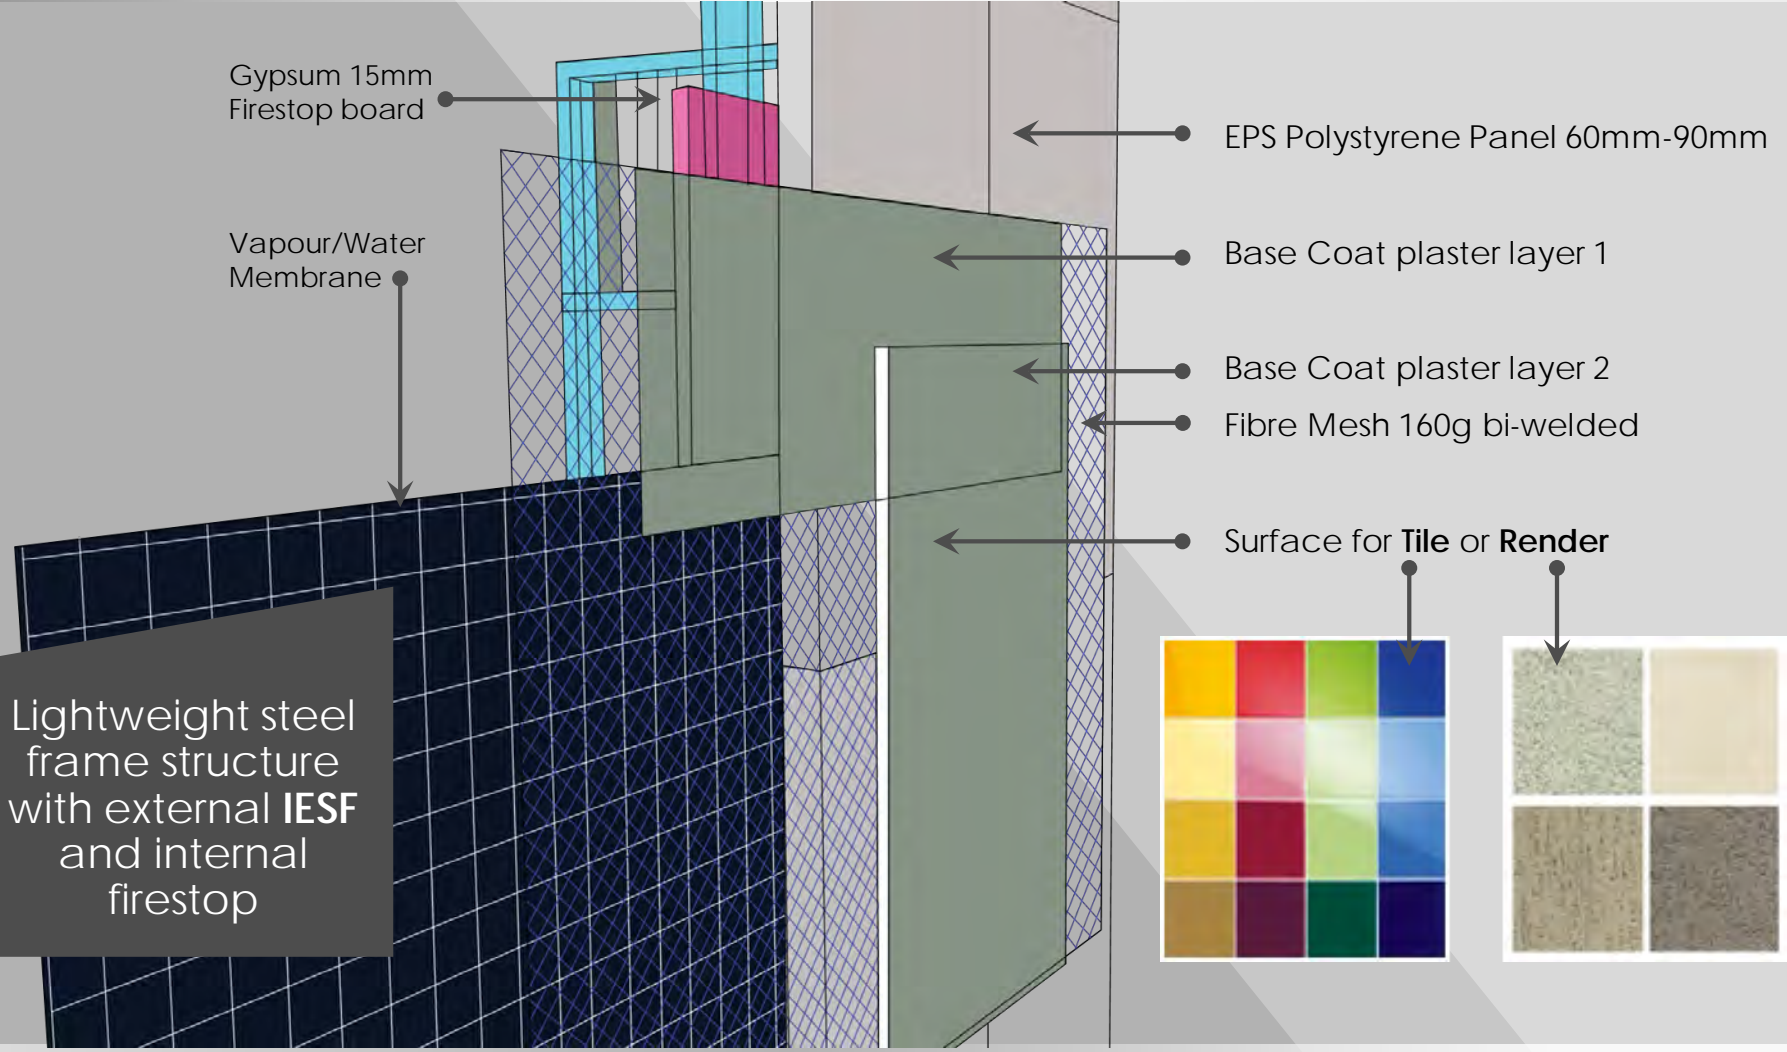 Gypsum 15mm
Firestop board
EPS Polystyrene Panel 60mm-90mm
Vapour/Water
Membrane
Base Coat plaster layer 1
Base Coat plaster layer 2
Fibre Mesh 160g bi-welded
Surface for Tile or Render
Lightweight steel
frame structure
with external IESF
and internal
firestop